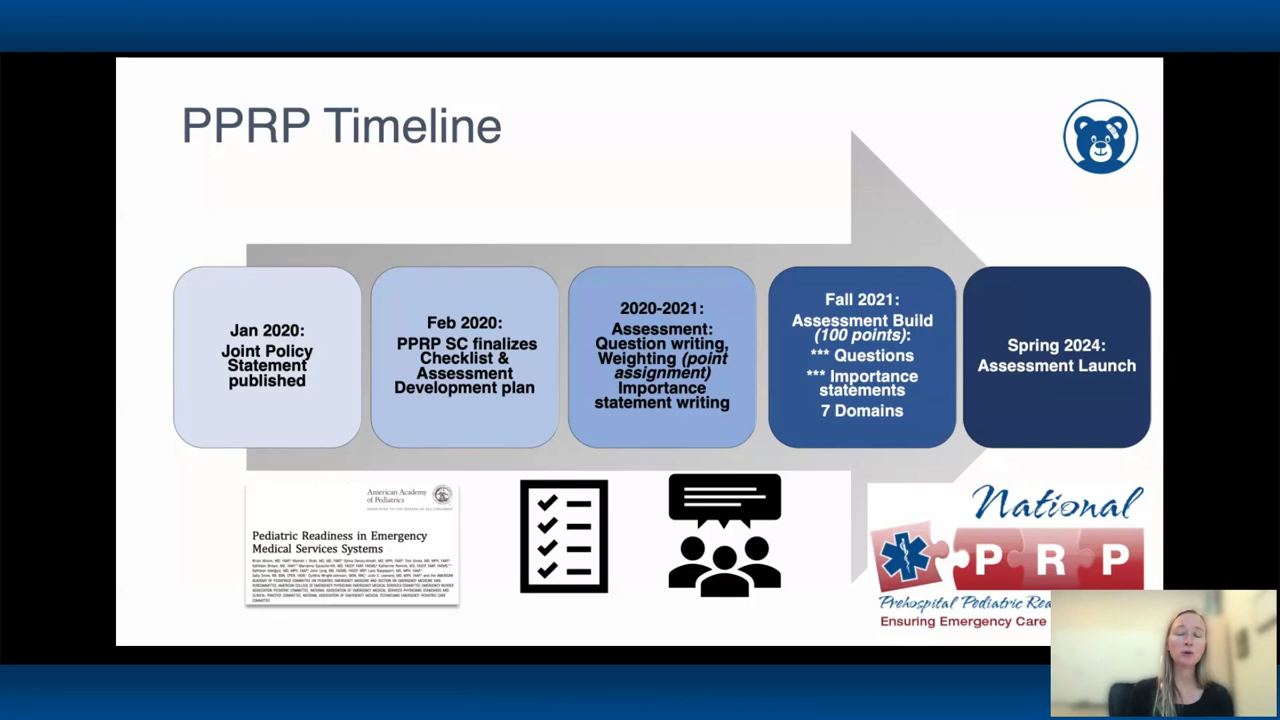 PPRP Timeline
Jan 2020:
Joint Policy
Statement
published
Feb 2020:
PPRP SC finalizes
Checklist &
Assessment
Development plan
2020-2021:
Assessment:
Question writing,
Weighting (point
assignment)
Importance
statement writing
Fall 2021:
Assessment Build
(100 points):
*** Questions
*** Importance
statements
7 Domains
Spring 2024:
Assessment Launch
American Academy
of Pediatrics
Pediatric Readiness in Emergency
Medical Services Systems
National
PPRP
Prehospital Pediatric
Ensuring Emergency Care